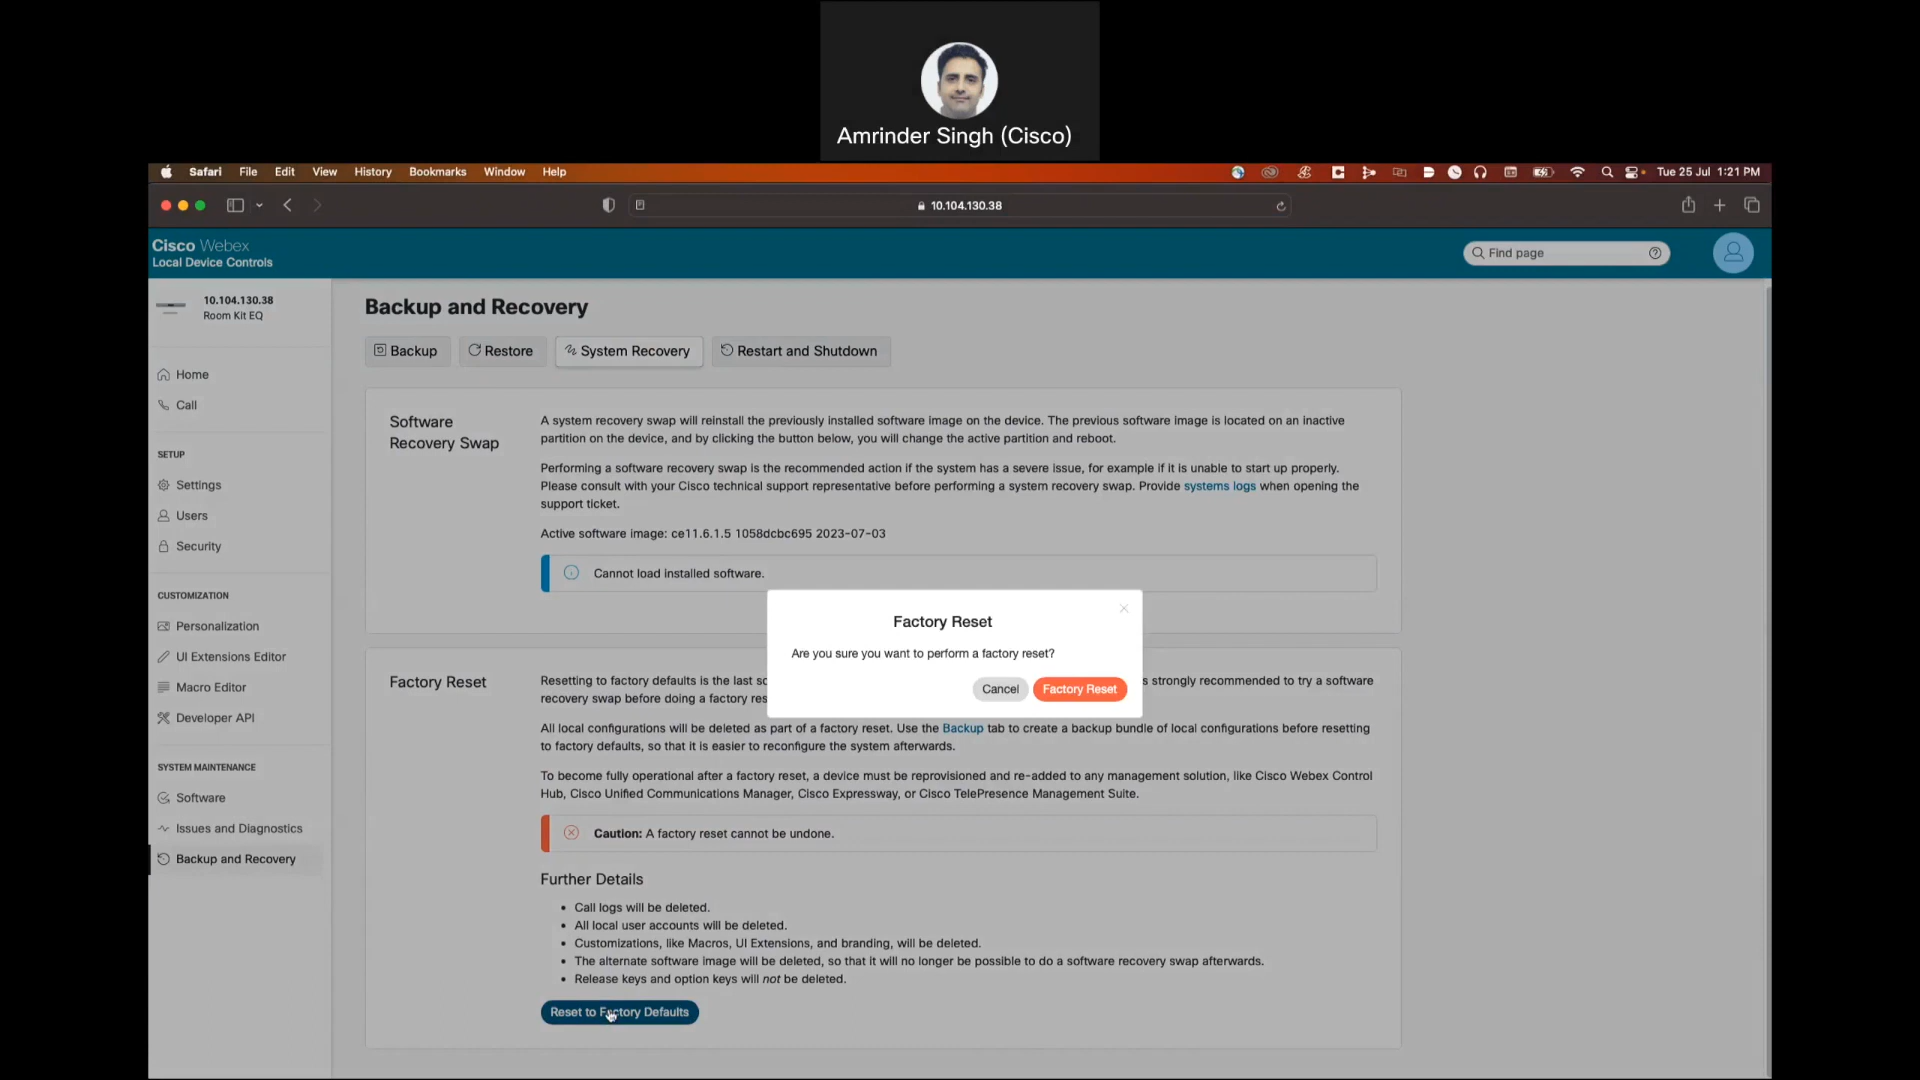 Amrinder Singh (Cisco)
Safari File Edit View History Bookmarks Window Help
Tue 25 Jul 1:21 PM
10.104.130.38
Cisco Webex
Local Device Controls
Find page
10.104.130.38
Room Kit EQ
Home
Call
SETUP
Settings
Users
Security
CUSTOMIZATION
Personalization
UI Extensions Editor
Macro Editor
Developer API
SYSTEM MAINTENANCE
Software
Issues and Diagnostics
Backup and Recovery
Backup and Recovery
Backup Restore System Recovery Restart and Shutdown
Software
Recovery Swap
A system recovery swap will reinstall the previously installed software image on the device. The previous software image is located on an inactive
partition on the device, and by clicking the button below, you will change the active partition and reboot.
Performing a software recovery swap is the recommended action if the system has a severe issue, for example if it is unable to start up properly.
Please consult with your Cisco technical support representative before performing a system recovery swap. Provide systems logs when opening the
support ticket.
Active software image: ce11.6.1.5 1058dcbc695 2023-07-03
Cannot load installed software.
Factory Reset
Are you sure you want to perform a factory reset?
Cancel Factory Reset
Factory Reset
Resetting to factory defaults is the last s strongly recommended to try a software
recovery swap before doing a factory res
All local configurations will be deleted as part of a factory reset. Use the Backup tab to create a backup bundle of local configurations before resetting
to factory defaults, so that it is easier to reconfigure the system afterwards.
To become fully operational after a factory reset, a device must be reprovisioned and re-added to any management solution, like Cisco Webex Control
Hub, Cisco Unified Communications Manager, Cisco Expressway, or Cisco TelePresence Management Suite.
Caution: A factory reset cannot be undone.
Further Details
• Call logs will be deleted.
• All local user accounts will be deleted.
• Customizations, like Macros, UI Extensions, and branding, will be deleted.
• The alternate software image will be deleted, so that it will no longer be possible to do a software recovery swap afterwards.
• Release keys and option keys will not be deleted.
Reset to Factory Defaults